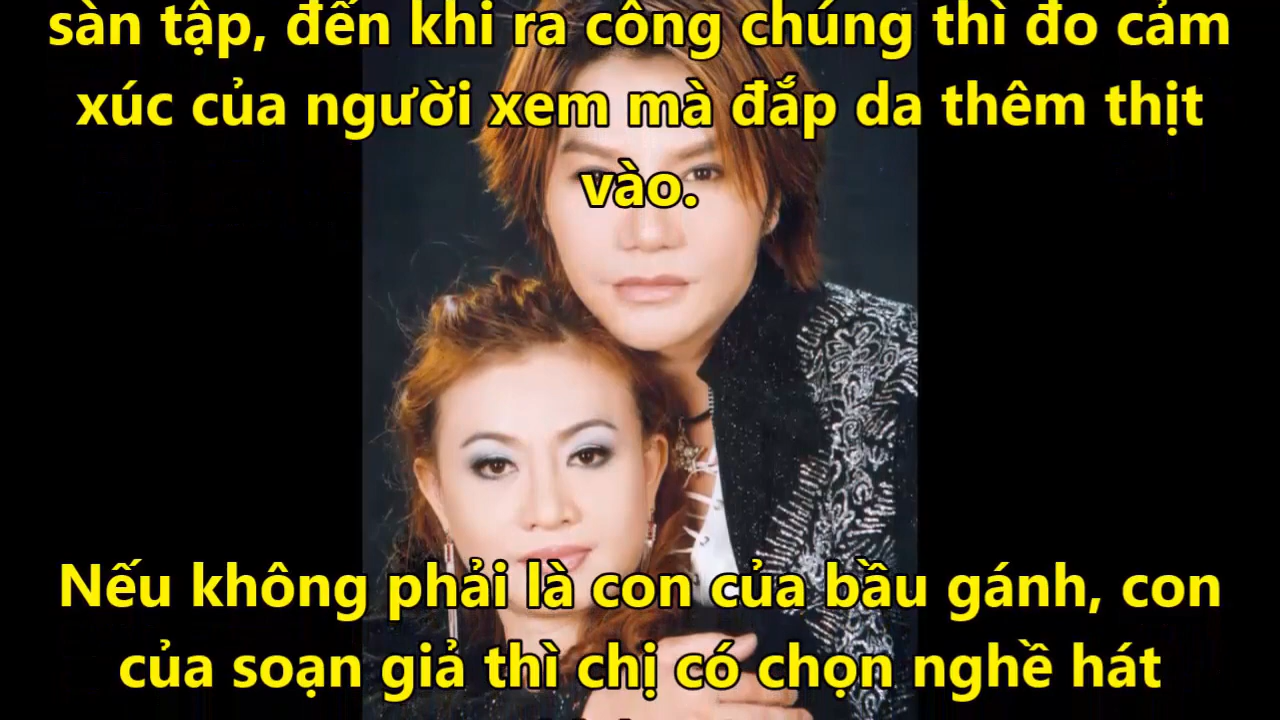 sàn tập, đến khi ra công chúng thì đo cảm
xúc của người xem mà đắp da thêm thịt
vào.
Nếu không phải là con của bầu gánh, con
của soạn giả thì chị có chọn nghề hát